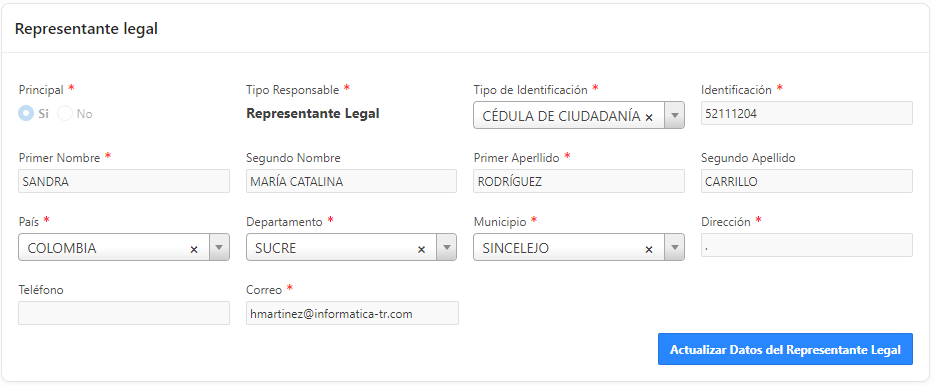 Representante legal
Principal * Tipo Responsable * Tipo de Identificación * Identificación *
Si No Representante Legal CÉDULA DE CIUDADANÍA × 52111204
Primer Nombre * Segundo Nombre Primer Aperllido * Segundo Apellido
SANDRA MARÍA CATALINA RODRÍGUEZ CARRILLO
País * Departamento * Municipio * Dirección *
COLOMBIA × SUCRE × SINCELEJO × .
Teléfono Correo *
hmartinez@informatica-tr.com
Actualizar Datos del Representante Legal